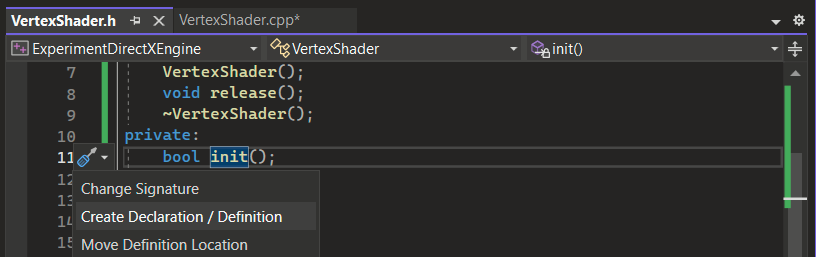 VertexShader.h VertexShader.cpp*
ExperimentDirectXEngine VertexShader init()
7 VertexShader();
8 void release();
9 ~VertexShader();
10 private:
11 bool init();
12 Change Signature
13
14 Create Declaration / Definition
15 Move Definition Location